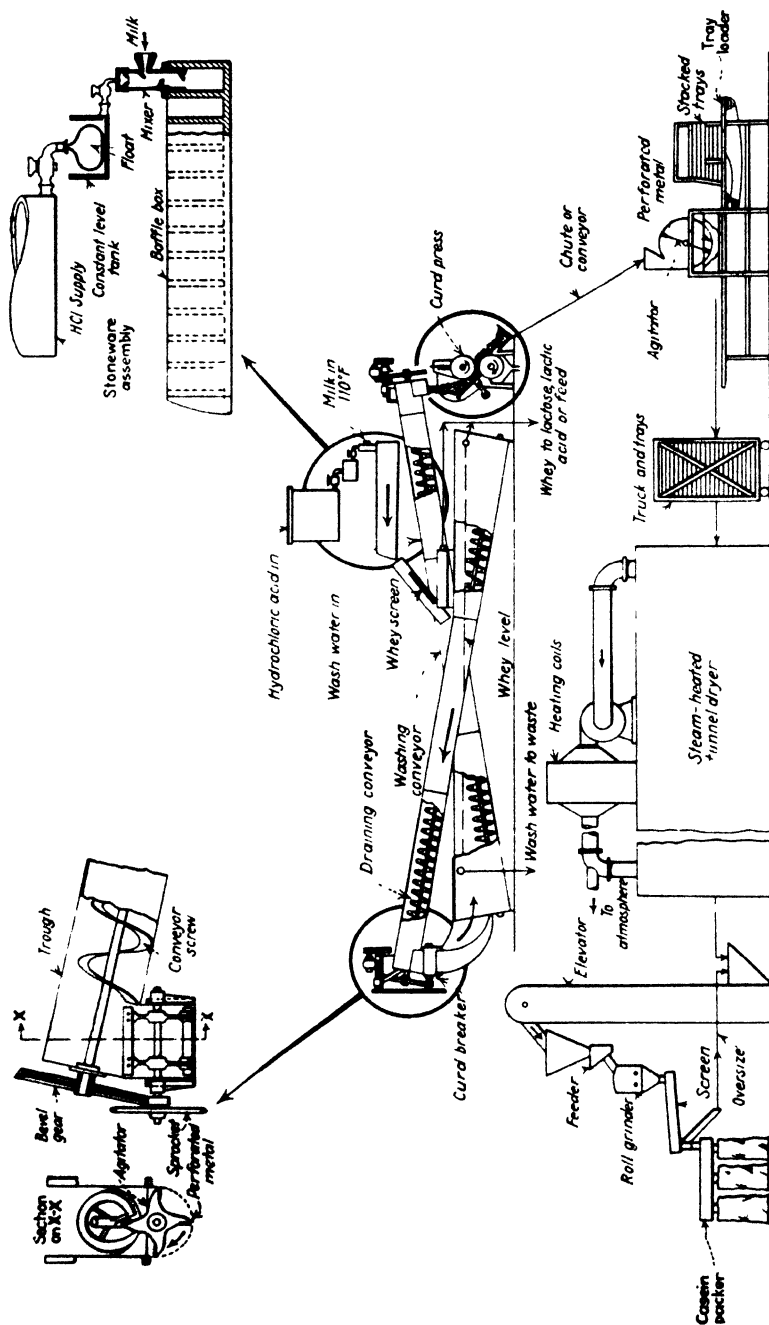 Section
on X-X
Bevel
gear
Agitator
Sprocket
Perforated
metal
Trough
X
X
Conveyor
screw
HCl Supply
Constant level
tank
Stoneware
assembly
Float
Milk
Mixer
Baffle box
Hydrochloric acid in
Wash water in
Whey screen
Milk in
110°F
Draining conveyor
Washing
conveyor
Curd breaker
Curd press
Chute or
conveyor
Whey level
Whey to lactose, lactic
acid or feed
Wash water to waste
Perforated
metal
Stacked
trays
Tray
loader
Agitator
Truck and trays
Heating coils
Steam-heated
tunnel dryer
To
atmosphere
Elevator
Feeder
Roll grinder
Screen
Oversize
Casein
packer